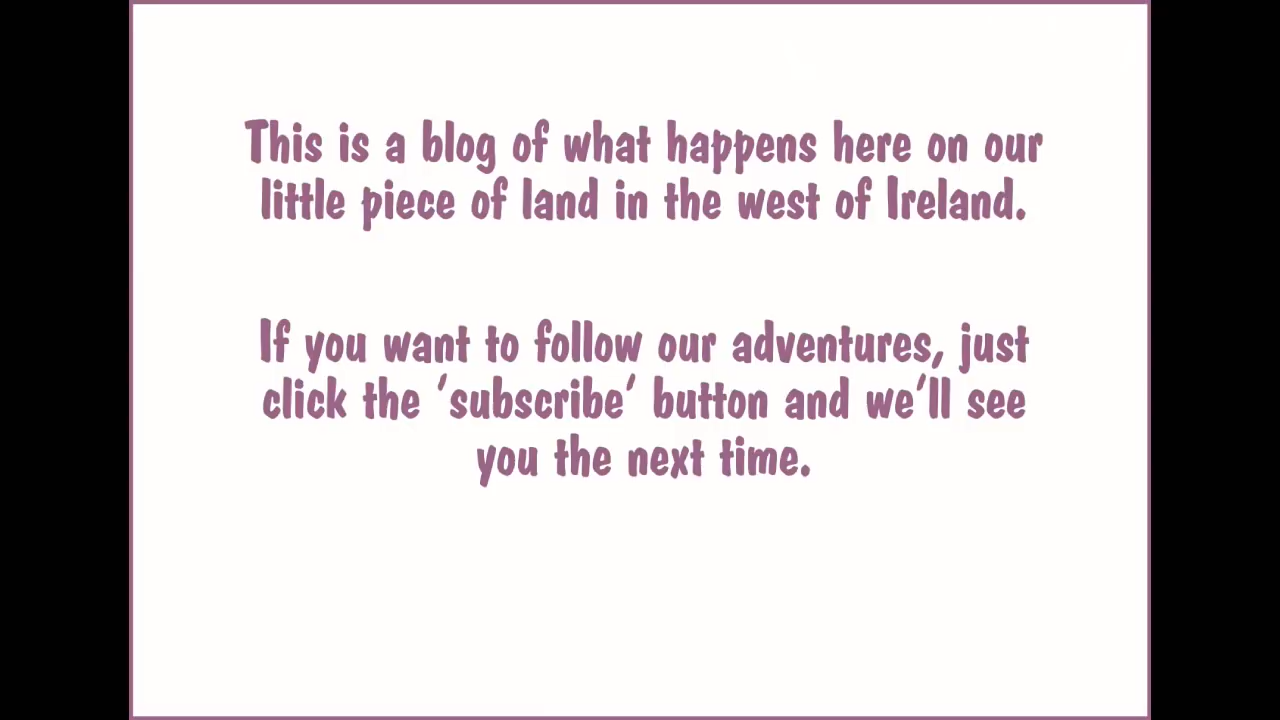 This is a blog of what happens here on our
little piece of land in the west of Ireland.
If you want to follow our adventures, just
click the ‘subscribe’ button and we’ll see
you the next time.